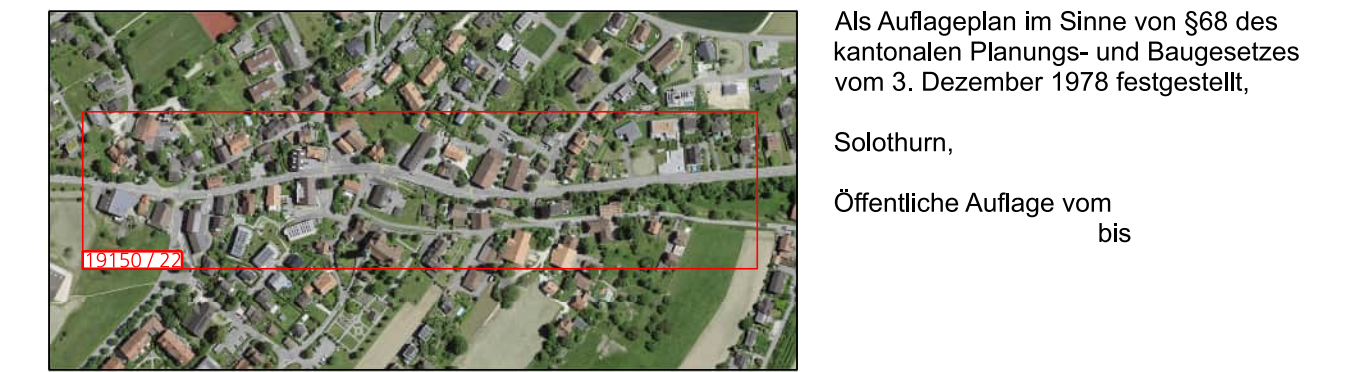 Als Auflageplan im Sinne von §68 des
kantonalen Planungs- und Baugesetzes
vom 3. Dezember 1978 festgestellt,
Solothurn,
Öffentliche Auflage vom
bis
19150 / 22